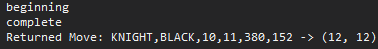 beginning
complete
Returned Move: KNIGHT,BLACK,10,11,380,152 -> (12, 12)